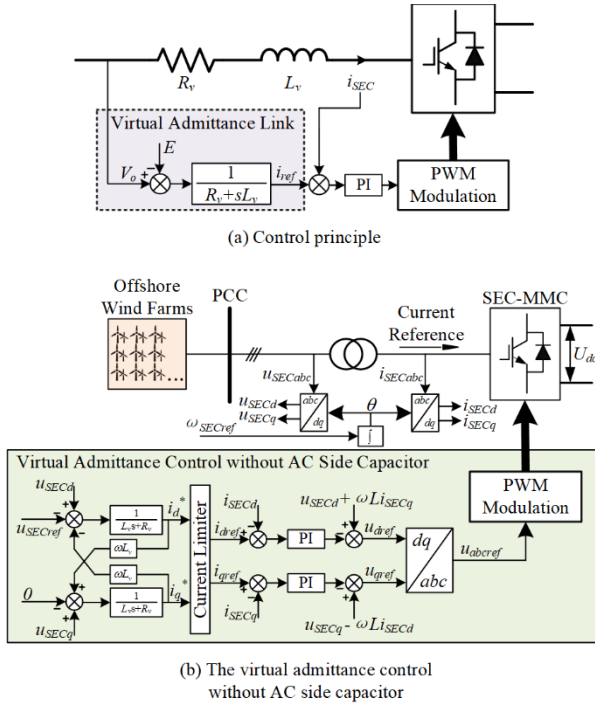 R_v
L_v
i_SEC
Virtual Admittance Link
E
V_o
+
−
1
R_v+sL_v
i_ref
PI
PWM
Modulation
(a) Control principle
Offshore
Wind Farms
PCC
SEC-MMC
Current
Reference
U_dc
u_SECabc
i_SECabc
u_SECd
u_SECq
abc
dq
θ
abc
dq
i_SECd
i_SECq
ω_SECref
∫
Virtual Admittance Control without AC Side Capacitor
PWM
Modulation
u_SECd
u_SECref
1
L_vs+R_v
i_d*
ωL_v
ωL_v
0
1
L_vs+R_v
i_q*
u_SECq
Current Limiter
i_SECd
i_dref
PI
u_SECd + ωLi_SECq
u_dref
i_qref
PI
u_qref
i_SECq
u_SECq - ωLi_SECd
dq
abc
u_abcref
(b) The virtual admittance control
without AC side capacitor